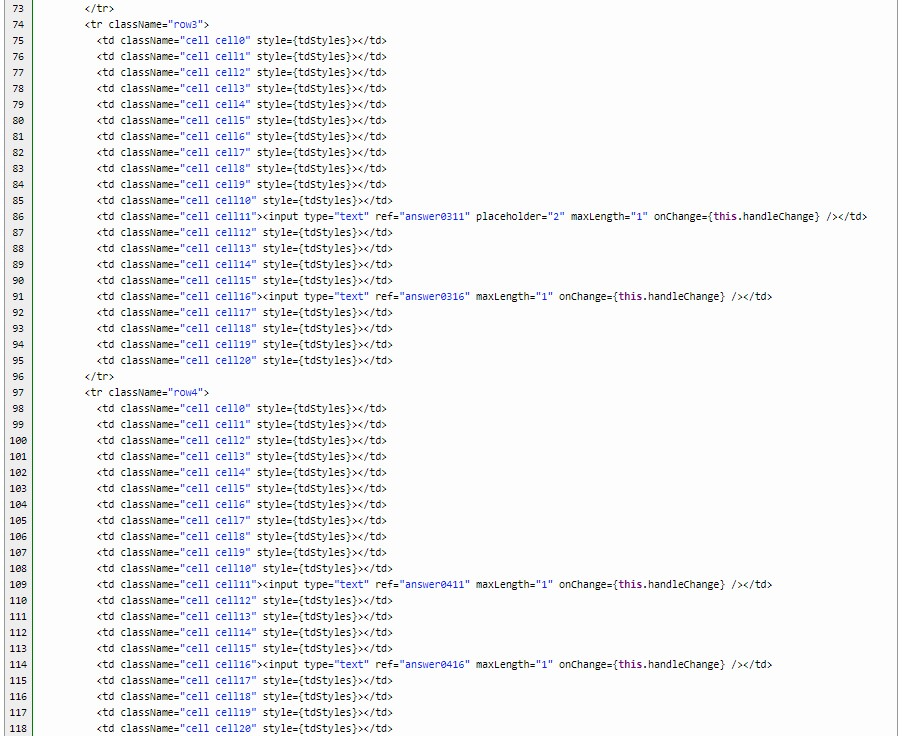 73 </tr>
74 <tr className="row3">
75 <td className="cell cell0" style={tdStyles}></td>
76 <td className="cell cell1" style={tdStyles}></td>
77 <td className="cell cell2" style={tdStyles}></td>
78 <td className="cell cell3" style={tdStyles}></td>
79 <td className="cell cell4" style={tdStyles}></td>
80 <td className="cell cell5" style={tdStyles}></td>
81 <td className="cell cell6" style={tdStyles}></td>
82 <td className="cell cell7" style={tdStyles}></td>
83 <td className="cell cell8" style={tdStyles}></td>
84 <td className="cell cell9" style={tdStyles}></td>
85 <td className="cell cell10" style={tdStyles}></td>
86 <td className="cell cell11"><input type="text" ref="answer0311" placeholder="2" maxLength="1" onChange={this.handleChange} /></td>
87 <td className="cell cell12" style={tdStyles}></td>
88 <td className="cell cell13" style={tdStyles}></td>
89 <td className="cell cell14" style={tdStyles}></td>
90 <td className="cell cell15" style={tdStyles}></td>
91 <td className="cell cell16"><input type="text" ref="answer0316" maxLength="1" onChange={this.handleChange} /></td>
92 <td className="cell cell17" style={tdStyles}></td>
93 <td className="cell cell18" style={tdStyles}></td>
94 <td className="cell cell19" style={tdStyles}></td>
95 <td className="cell cell20" style={tdStyles}></td>
96 </tr>
97 <tr className="row4">
98 <td className="cell cell0" style={tdStyles}></td>
99 <td className="cell cell1" style={tdStyles}></td>
100 <td className="cell cell2" style={tdStyles}></td>
101 <td className="cell cell3" style={tdStyles}></td>
102 <td className="cell cell4" style={tdStyles}></td>
103 <td className="cell cell5" style={tdStyles}></td>
104 <td className="cell cell6" style={tdStyles}></td>
105 <td className="cell cell7" style={tdStyles}></td>
106 <td className="cell cell8" style={tdStyles}></td>
107 <td className="cell cell9" style={tdStyles}></td>
108 <td className="cell cell10" style={tdStyles}></td>
109 <td className="cell cell11"><input type="text" ref="answer0411" maxLength="1" onChange={this.handleChange} /></td>
110 <td className="cell cell12" style={tdStyles}></td>
111 <td className="cell cell13" style={tdStyles}></td>
112 <td className="cell cell14" style={tdStyles}></td>
113 <td className="cell cell15" style={tdStyles}></td>
114 <td className="cell cell16"><input type="text" ref="answer0416" maxLength="1" onChange={this.handleChange} /></td>
115 <td className="cell cell17" style={tdStyles}></td>
116 <td className="cell cell18" style={tdStyles}></td>
117 <td className="cell cell19" style={tdStyles}></td>
118 <td className="cell cell20" style={tdStyles}></td>